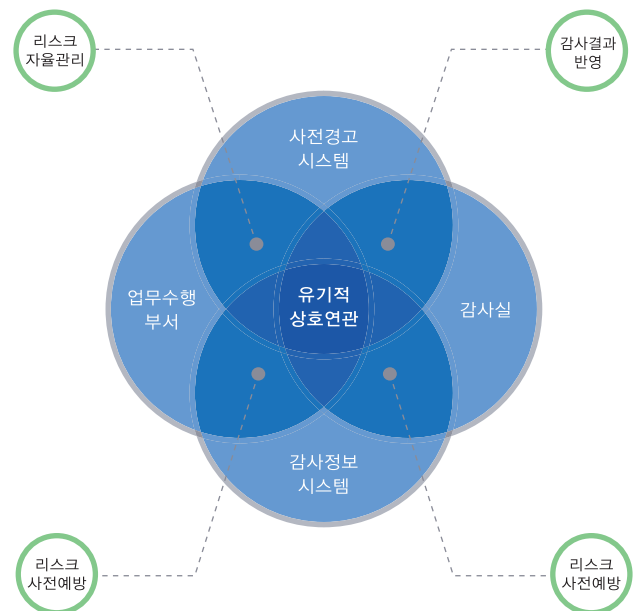 리스크
자율관리
감사결과
반영
사전경고
시스템
업무수행
부서
유기적
상호연관
감사실
감사정보
시스템
리스크
사전예방
리스크
사전예방